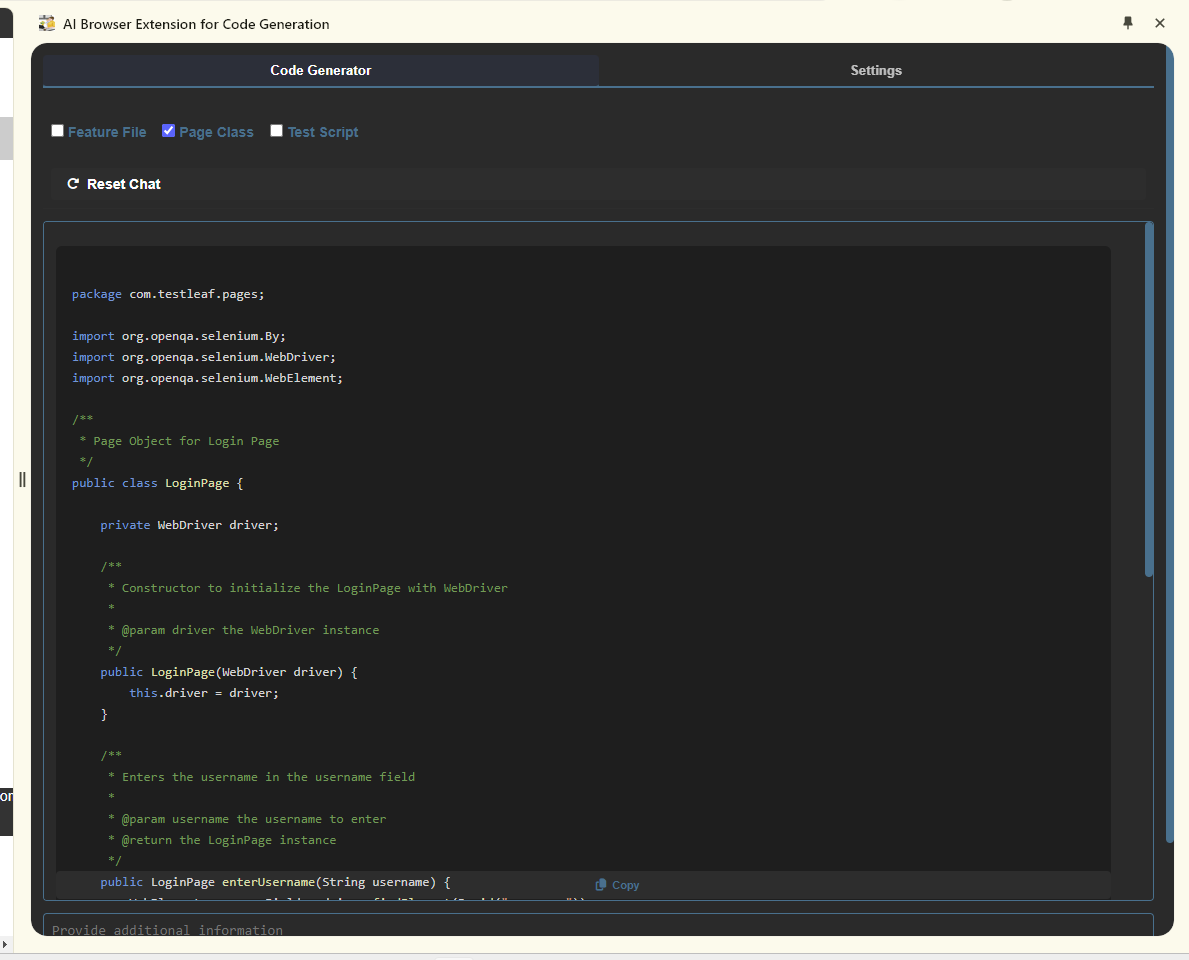 AI Browser Extension for Code Generation
Code Generator
Settings
Feature File
Page Class
Test Script
Reset Chat
package com.testleaf.pages;
import org.openqa.selenium.By;
import org.openqa.selenium.WebDriver;
import org.openqa.selenium.WebElement;
/**
* Page Object for Login Page
*/
public class LoginPage {
private WebDriver driver;
/**
* Constructor to initialize the LoginPage with WebDriver
*
* @param driver the WebDriver instance
*/
public LoginPage(WebDriver driver) {
this.driver = driver;
}
/**
* Enters the username in the username field
*
* @param username the username to enter
* @return the LoginPage instance
*/
public LoginPage enterUsername(String username) {
Copy
Provide additional information